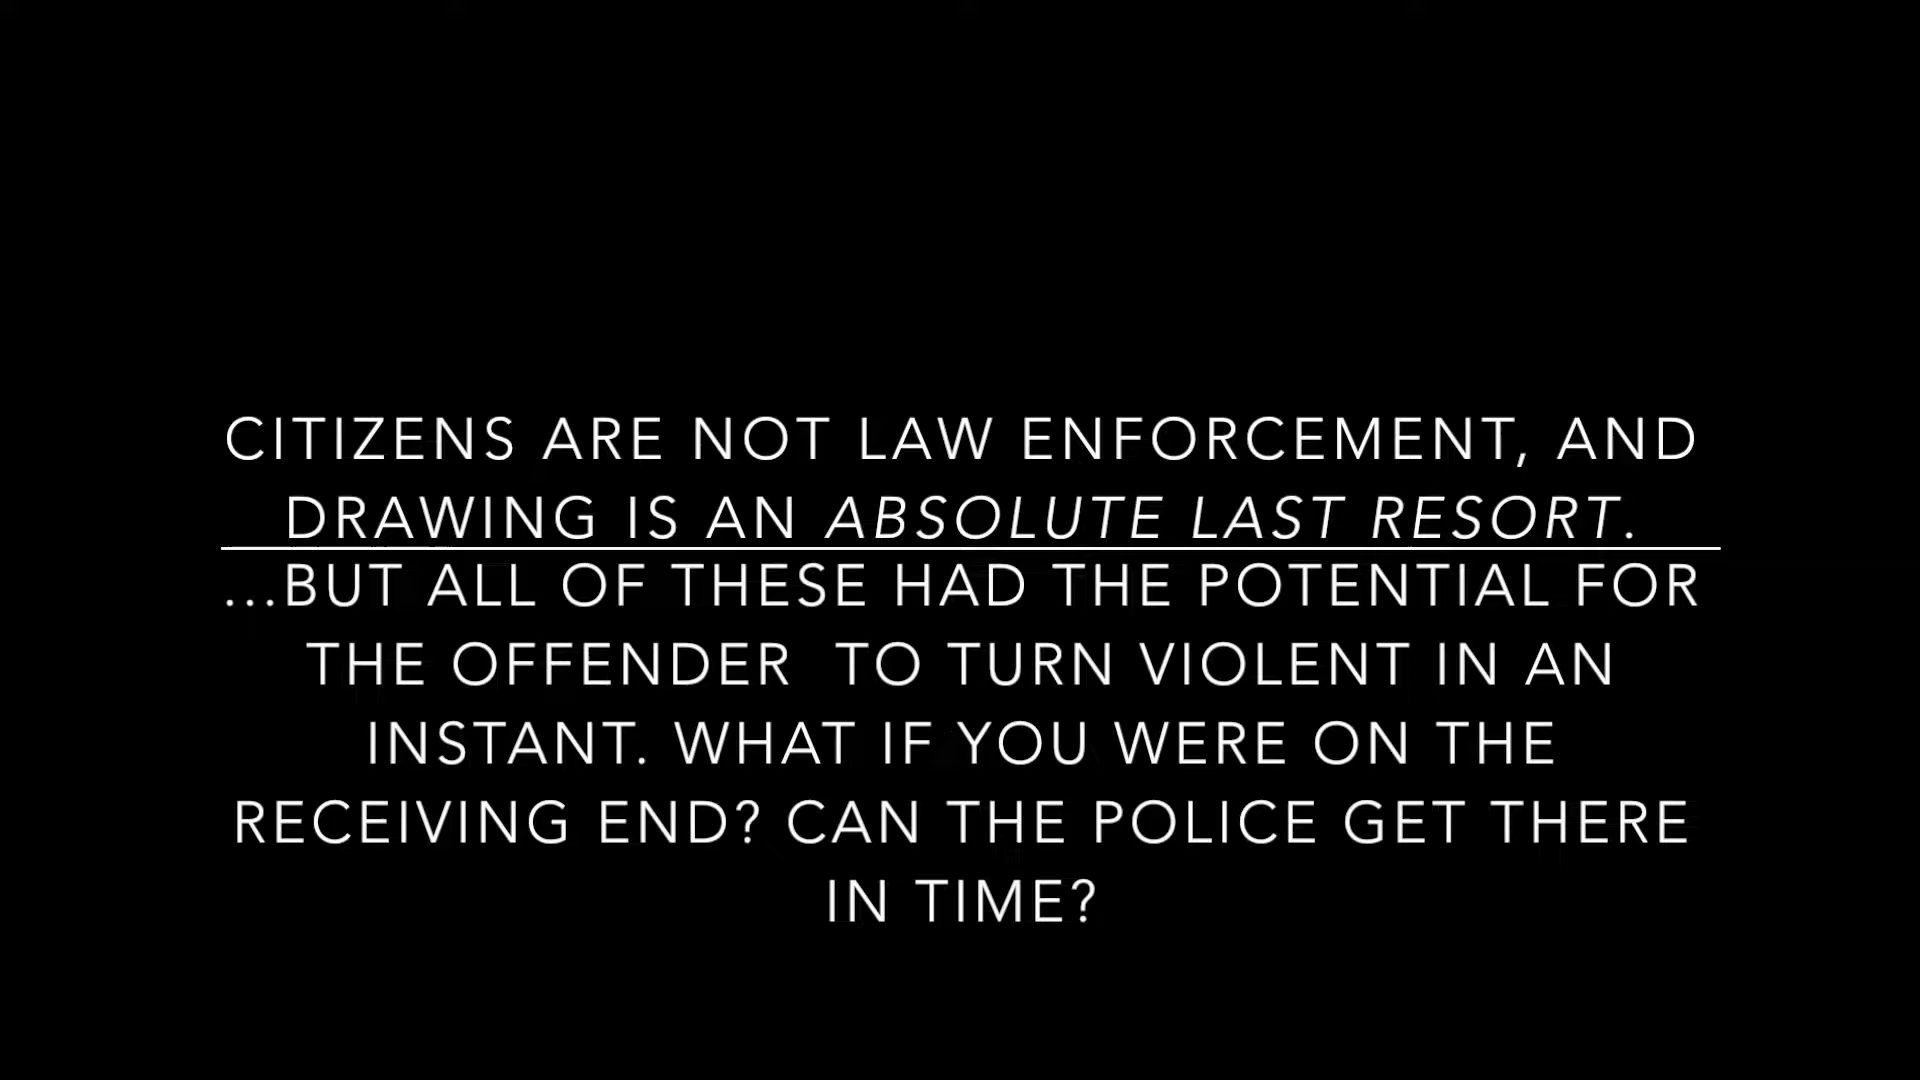 CITIZENS ARE NOT LAW ENFORCEMENT, AND
DRAWING IS AN ABSOLUTE LAST RESORT.
...BUT ALL OF THESE HAD THE POTENTIAL FOR
THE OFFENDER TO TURN VIOLENT IN AN
INSTANT. WHAT IF YOU WERE ON THE
RECEIVING END? CAN THE POLICE GET THERE
IN TIME?